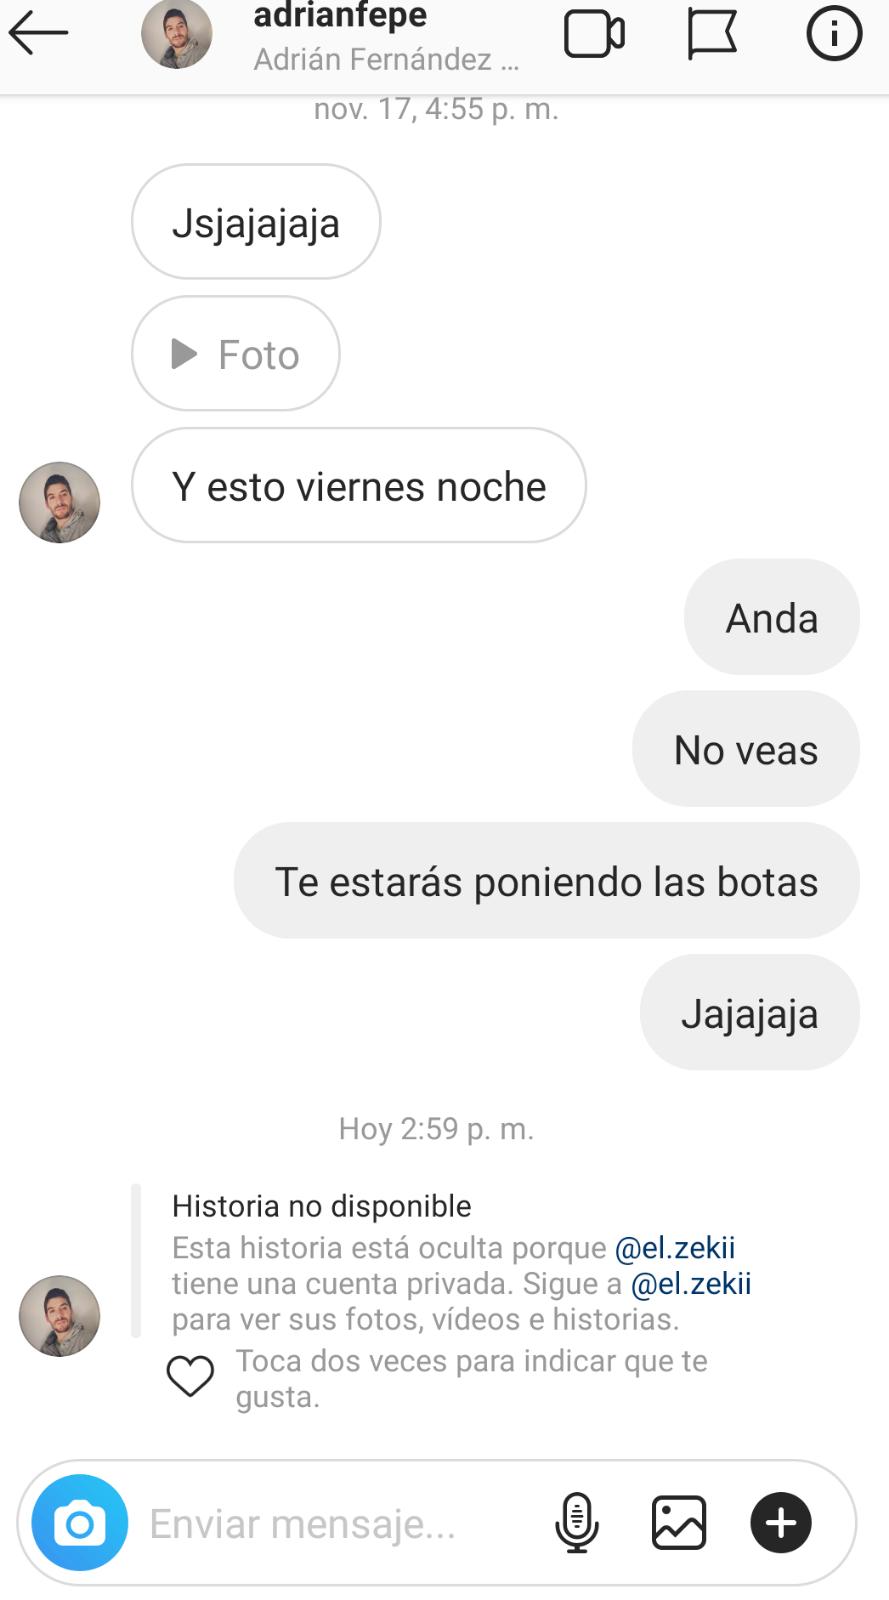 adrianfepe
Adrián Fernández ...
nov. 17, 4:55 p. m.
Jsjajajaja
Foto
Y esto viernes noche
Anda
No veas
Te estarás poniendo las botas
Jajajaja
Hoy 2:59 p. m.
Historia no disponible
Esta historia está oculta porque @el.zekii
tiene una cuenta privada. Sigue a @el.zekii
para ver sus fotos, vídeos e historias.
Toca dos veces para indicar que te
gusta.
Enviar mensaje...